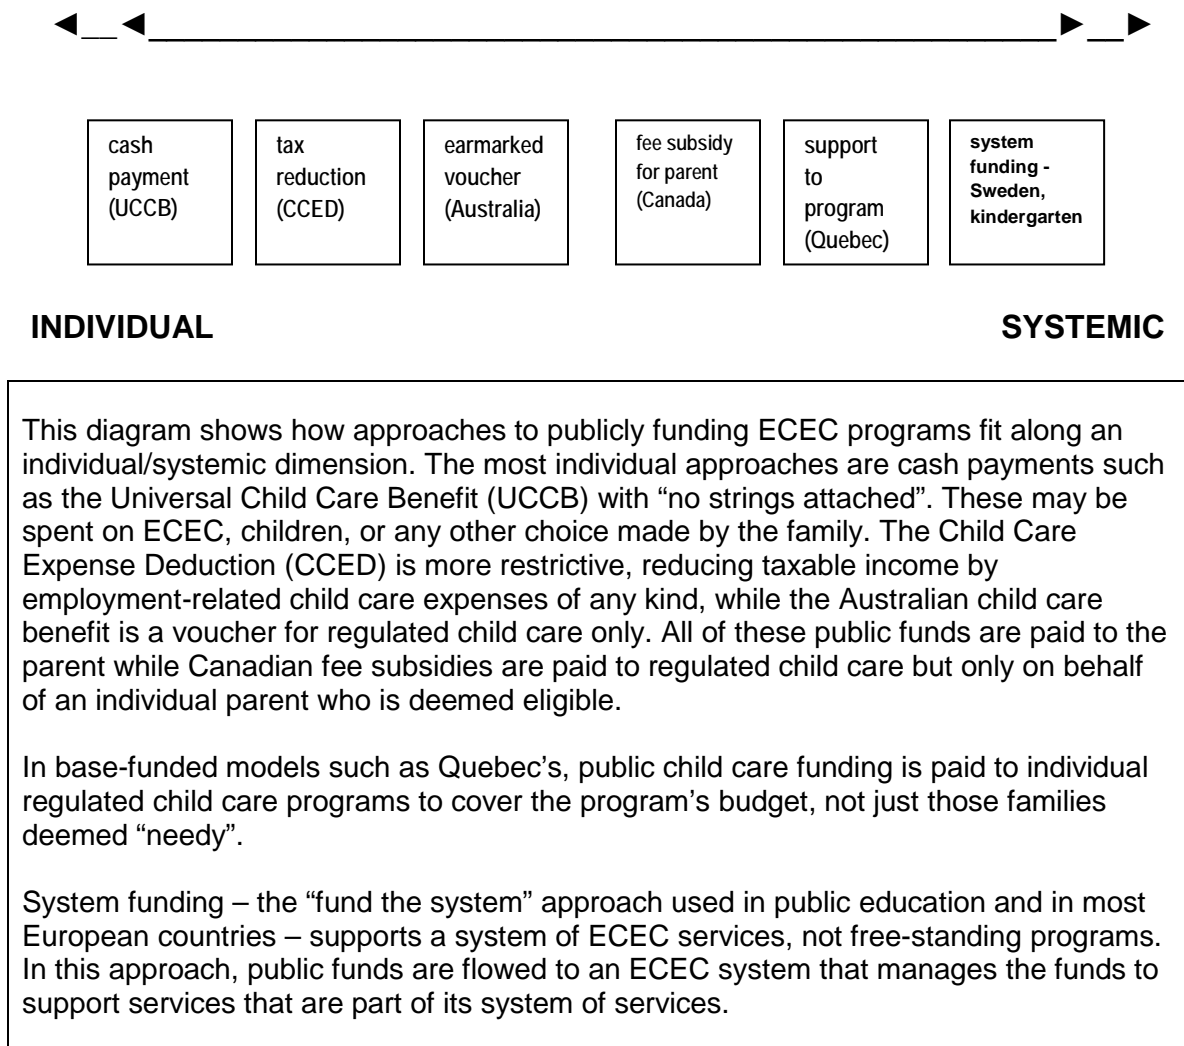 cash
payment
(UCCB)
tax
reduction
(CCED)
earmarked
voucher
(Australia)
fee subsidy
for parent
(Canada)
support
to
program
(Quebec)
system
funding -
Sweden,
kindergarten
INDIVIDUAL
SYSTEMIC
This diagram shows how approaches to publicly funding ECEC programs fit along an
individual/systemic dimension. The most individual approaches are cash payments such
as the Universal Child Care Benefit (UCCB) with “no strings attached”. These may be
spent on ECEC, children, or any other choice made by the family. The Child Care
Expense Deduction (CCED) is more restrictive, reducing taxable income by
employment-related child care expenses of any kind, while the Australian child care
benefit is a voucher for regulated child care only. All of these public funds are paid to the
parent while Canadian fee subsidies are paid to regulated child care but only on behalf
of an individual parent who is deemed eligible.
In base-funded models such as Quebec’s, public child care funding is paid to individual
regulated child care programs to cover the program’s budget, not just those families
deemed “needy”.
System funding – the “fund the system” approach used in public education and in most
European countries – supports a system of ECEC services, not free-standing programs.
In this approach, public funds are flowed to an ECEC system that manages the funds to
support services that are part of its system of services.